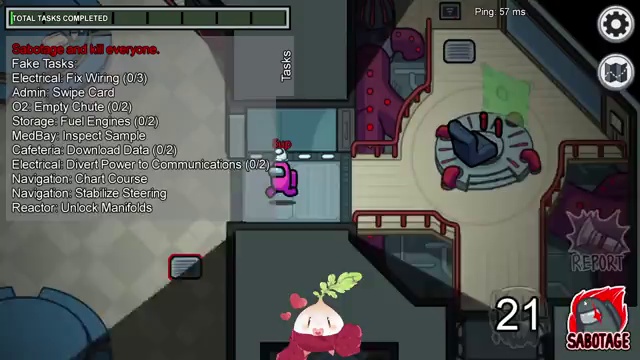 TOTAL TASKS COMPLETED
Ping: 57 ms
Sabotage and kill everyone.
Fake Tasks:
Electrical: Fix Wiring (0/3)
Admin: Swipe Card
O2: Empty Chute (0/2)
Storage: Fuel Engines (0/2)
MedBay: Inspect Sample
Cafeteria: Download Data (0/2)
Electrical: Divert Power to Communications (0/2)
Navigation: Chart Course
Navigation: Stabilize Steering
Reactor: Unlock Manifolds
Tasks
REPORT
21
SABOTAGE